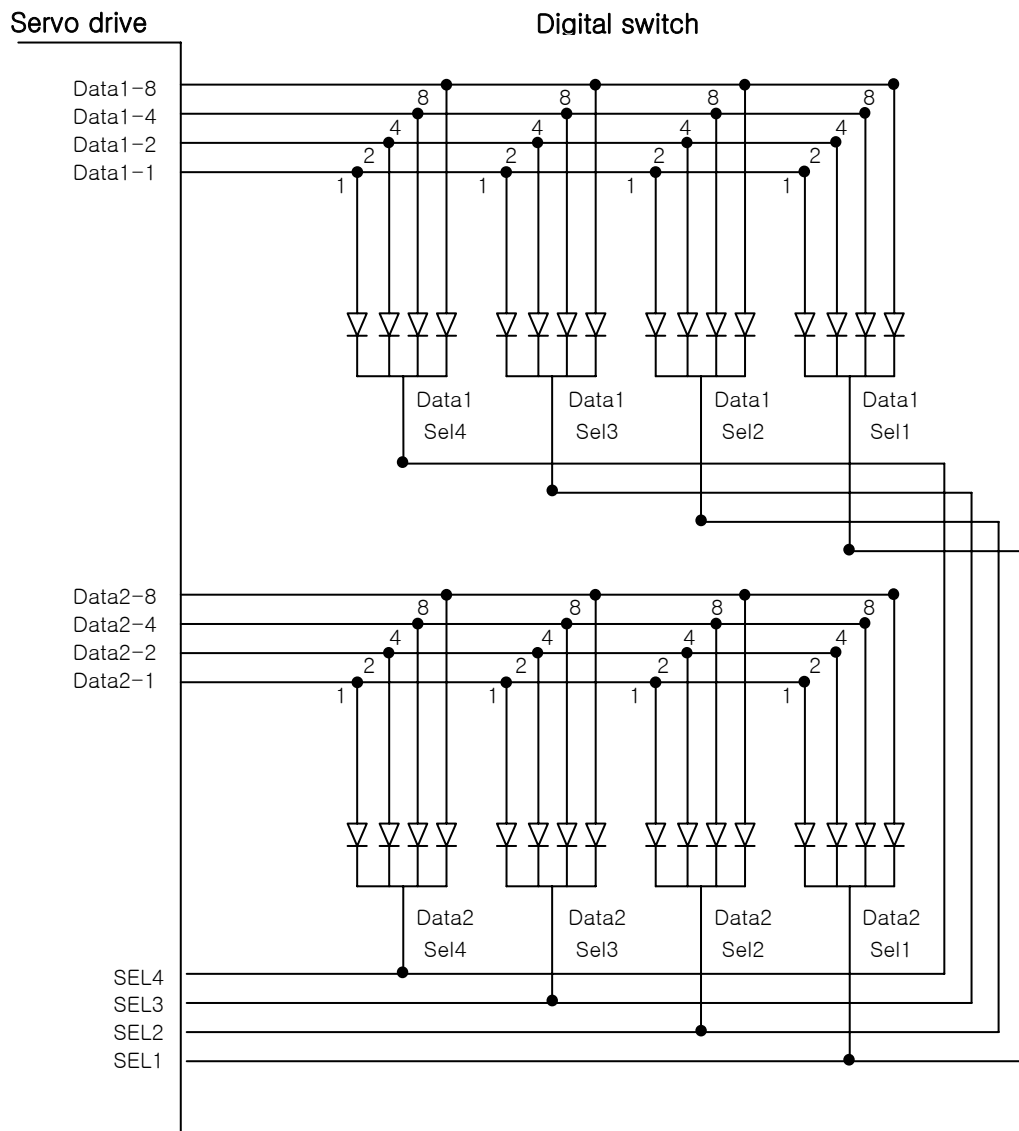 Servo drive
Digital switch
Data1-8
Data1-4
Data1-2
Data1-1
8 8 8 8
4 4 4 4
2 2 2 2
1 1 1 1
Data1 Data1 Data1 Data1
Sel4 Sel3 Sel2 Sel1
Data2-8
Data2-4
Data2-2
Data2-1
8 8 8 8
4 4 4 4
2 2 2 2
1 1 1 1
Data2 Data2 Data2 Data2
Sel4 Sel3 Sel2 Sel1
SEL4
SEL3
SEL2
SEL1